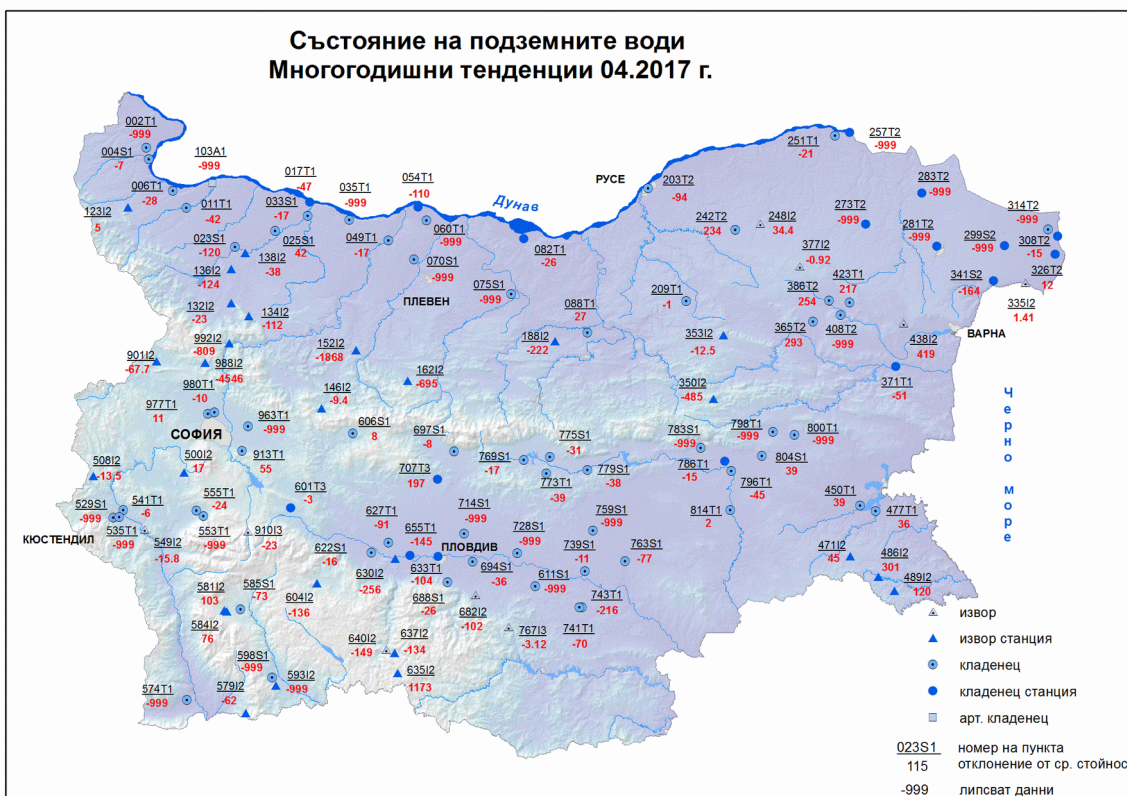 Състояние на подземните води
Многогодишни тенденции 04.2017 г.
002T1
-999
004S1
-7
103A1
-999
006T1
-28
011T1
-42
123I2
5
017T1
-47
033S1
-17
035T1
-999
054T1
-110
023S1
-120
025S1
42
138I2
-38
049T1
-17
060T1
-999
Дунав
082T1
-26
136I2
-124
070S1
-999
ПЛЕВЕН
075S1
-999
132I2
-23
134I2
-112
088T1
27
РУСЕ
203T2
-94
251T1
-21
257T2
-999
283T2
-999
242T2
234
248I2
34.4
273T2
-999
281T2
-999
314T2
-999
299S2
-999
308T2
-15
377I2
-0.92
326T2
12
341S2
-164
335I2
1.41
386T2
254
423T1
217
209T1
-1
365T2
293
408T2
-999
438I2
419
ВАРНА
353I2
-12.5
188I2
-222
992I2
-809
152I2
-1868
901I2
-67.7
988I2
-4546
162I2
-695
371T1
-51
350I2
-485
980T1
-10
146I2
-9.4
977T1
11
СОФИЯ
963T1
-999
606S1
8
697S1
-8
775S1
-31
783S1
-999
798T1
-999
800T1
-999
Черно море
508I2
-13.5
500I2
17
913T1
55
707T3
197
769S1
-17
773T1
-39
779S1
-38
786T1
-15
804S1
39
796T1
-45
529S1
-999
541T1
-6
555T1
-24
601T3
-3
714S1
-999
759S1
-999
814T1
2
450T1
39
477T1
36
КЮСТЕНДИЛ
535T1
-999
549I2
-15.8
553T1
-999
910I3
-23
627T1
-91
655T1
-145
ПЛОВДИВ
728S1
-999
739S1
-11
763S1
-77
622S1
-16
630I2
-256
633T1
-104
694S1
-36
611S1
-999
471I2
45
486I2
301
489I2
120
581I2
103
585S1
-73
604I2
-136
688S1
-26
682I2
-102
743T1
-216
584I2
76
640I2
-149
637I2
-134
767I3
-3.12
741T1
-70
598S1
-999
593I2
-999
635I2
1173
574T1
-999
579I2
-62
извор
извор станция
кладенец
кладенец станция
арт. кладенец
023S1 номер на пункта
115 отклонение от ср. стойнос
-999 липсват данни